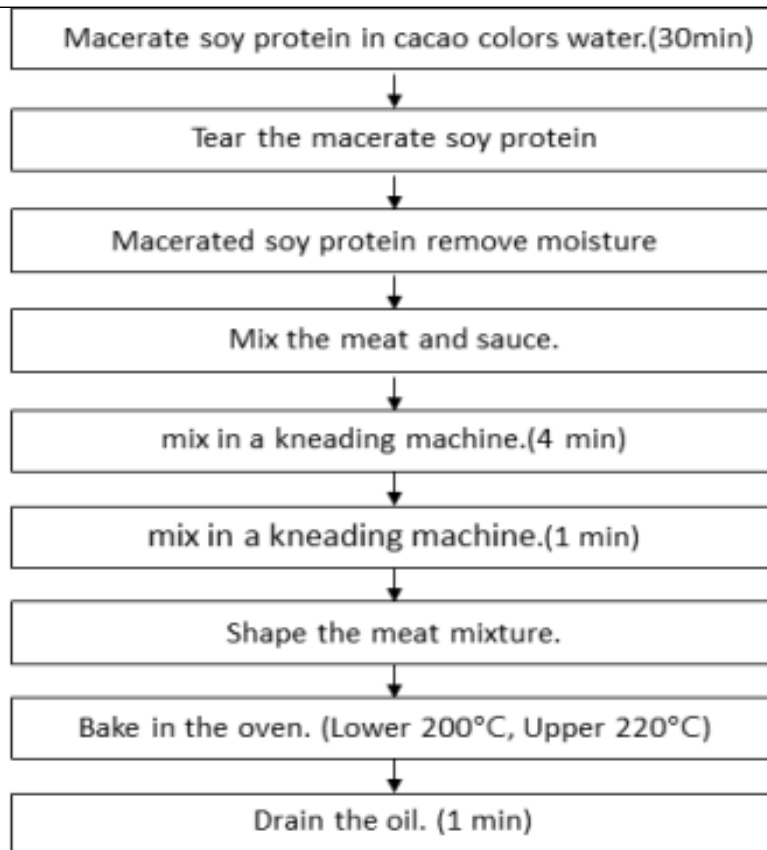 Macerate soy protein in cacao colors water.(30min)
Tear the macerate soy protein
Macerated soy protein remove moisture
Mix the meat and sauce.
mix in a kneading machine.(4 min)
mix in a kneading machine.(1 min)
Shape the meat mixture.
Bake in the oven. (Lower 200°C, Upper 220°C)
Drain the oil. (1 min)